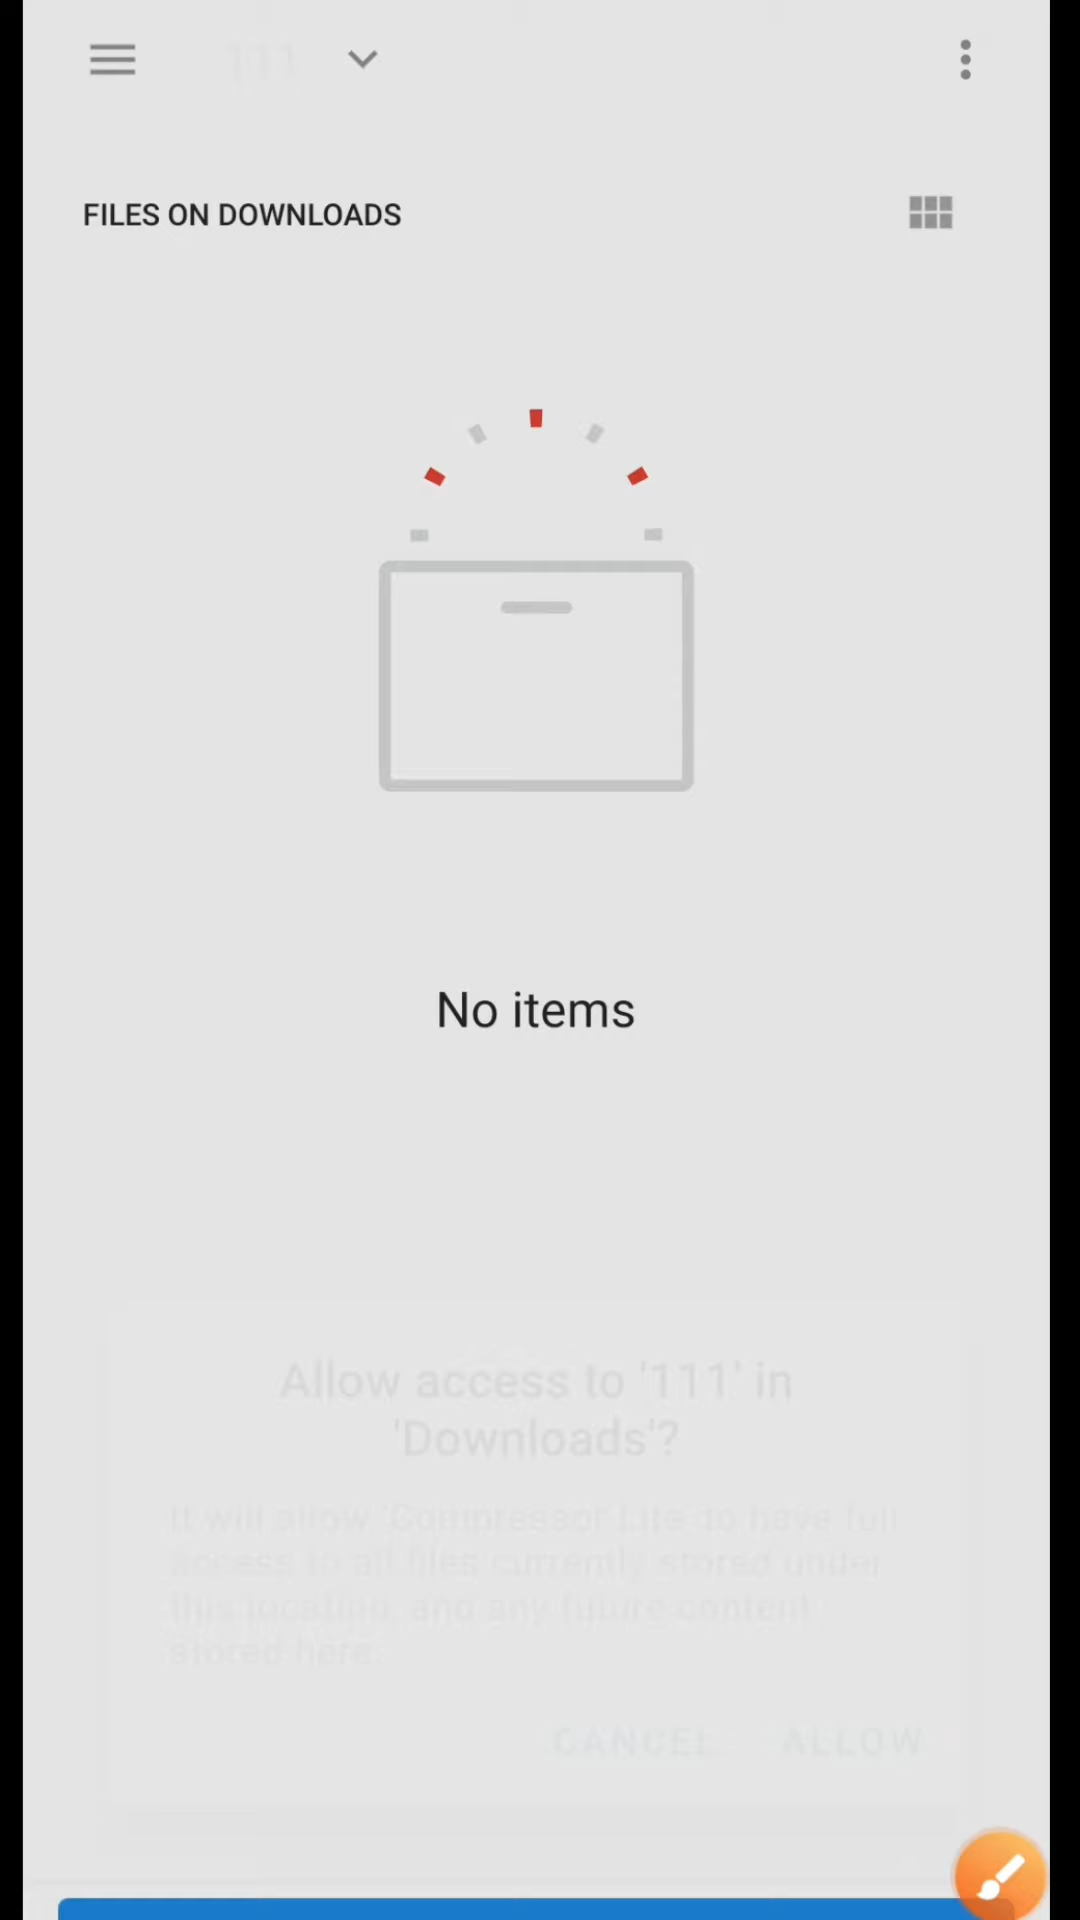 111
FILES ON DOWNLOADS
No items
Allow access to '111' in
'Downloads'?
It will allow 'Compressor Lite' to have full
access to all files currently stored under
this location, and any future content
stored here.
CANCEL ALLOW